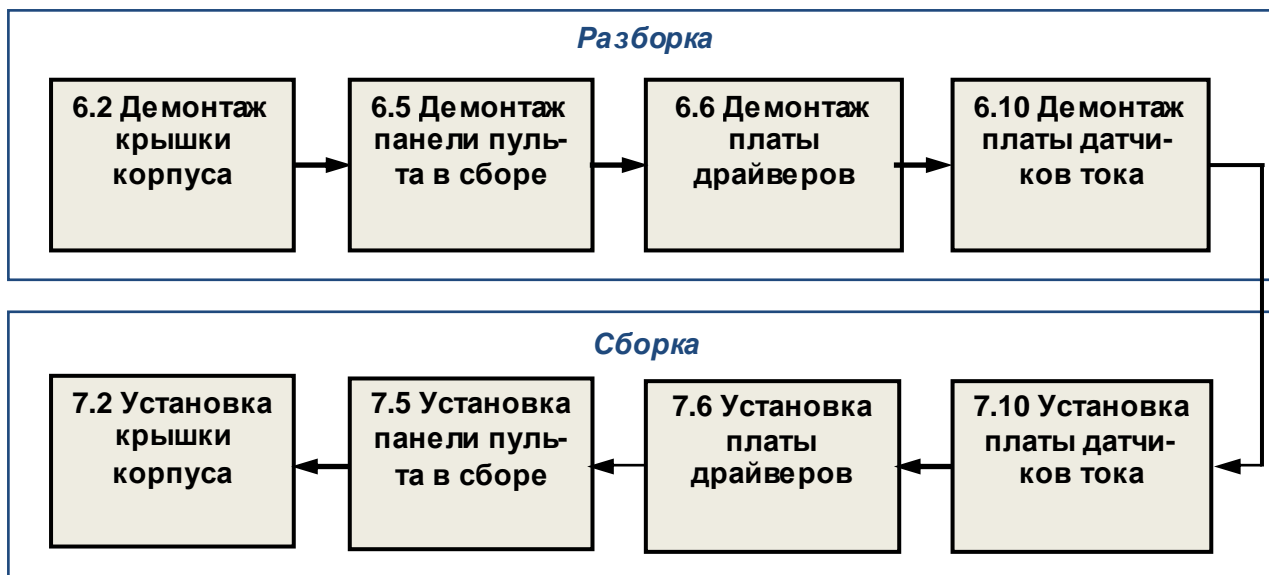 Разборка
6.2 Демонтаж
крышки
корпуса
6.5 Демонтаж
панели пуль-
та в сборе
6.6 Демонтаж
платы
драйверов
6.10 Демонтаж
платы датчи-
ков тока
Сборка
7.2 Установка
крышки
корпуса
7.5 Установка
панели пуль-
та в сборе
7.6 Установка
платы
драйверов
7.10 Установка
платы датчи-
ков тока